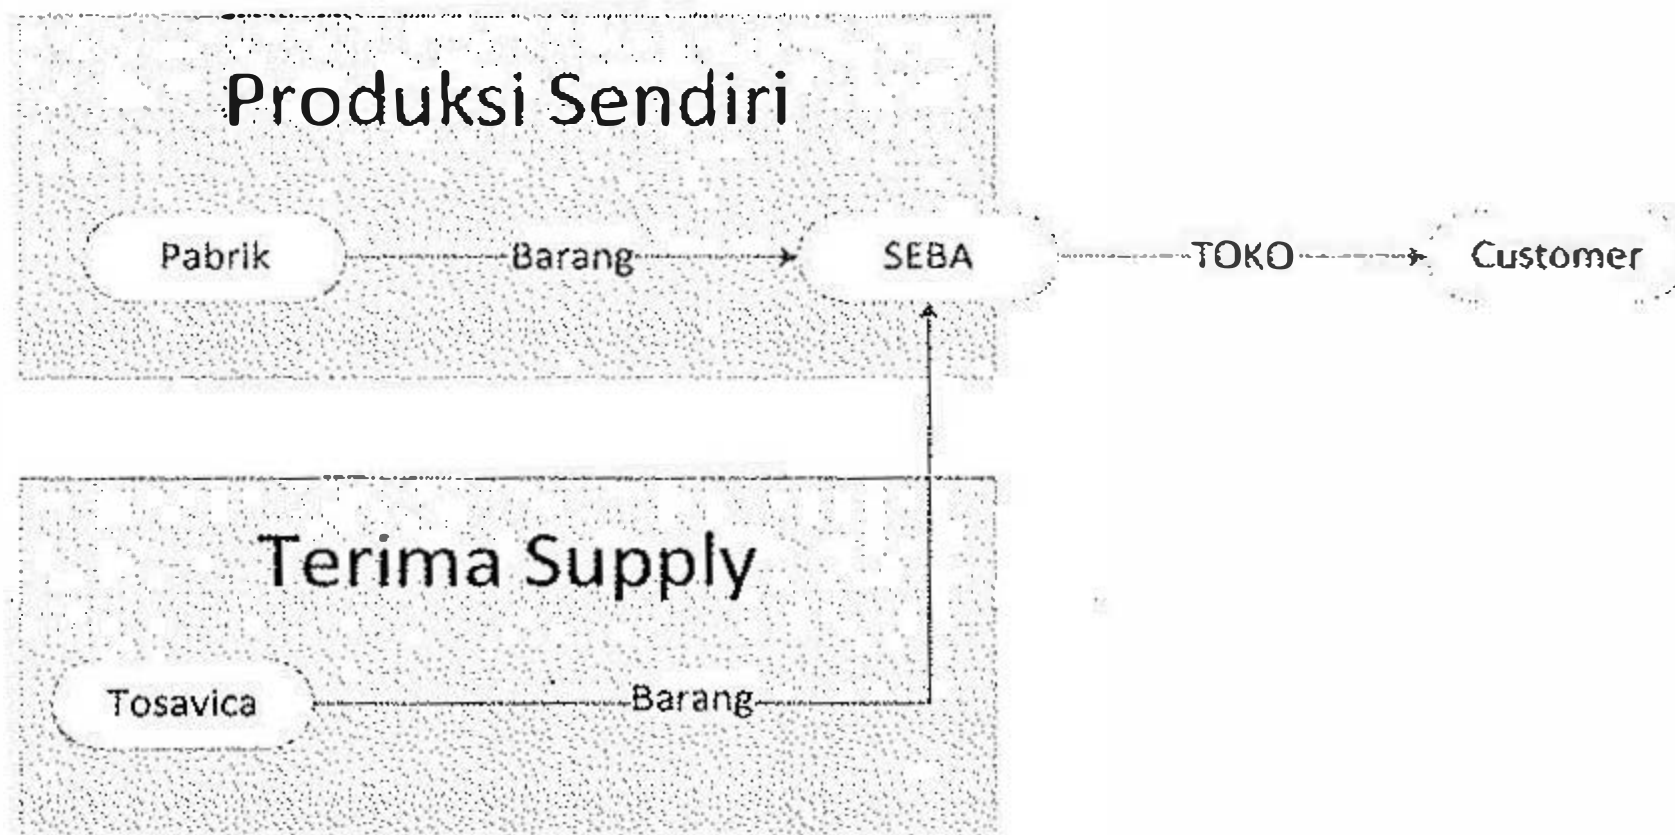 Produksi Sendiri
Pabrik Barang SEBA TOKO Customer
Terima Supply
Tosavica Barang